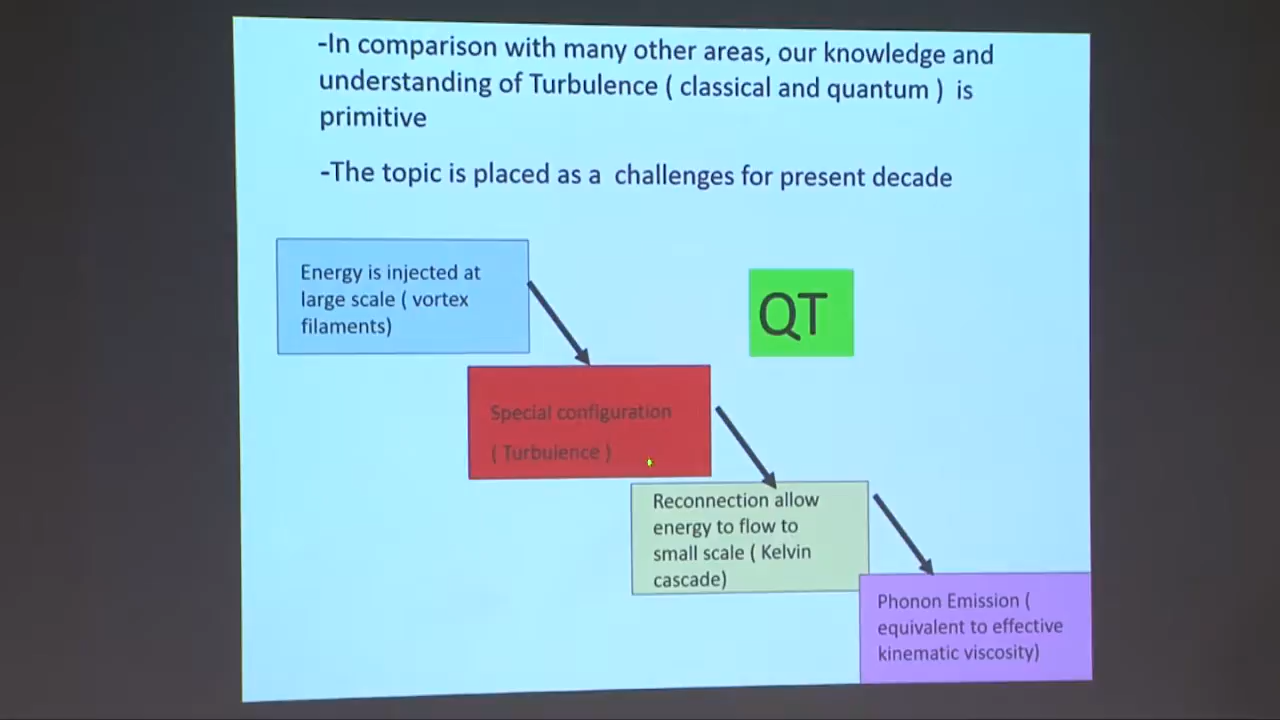 -In comparison with many other areas, our knowledge and
understanding of Turbulence ( classical and quantum ) is
primitive
-The topic is placed as a challenges for present decade
Energy is injected at
large scale ( vortex
filaments)
QT
Special configuration
( Turbulence )
Reconnection allow
energy to flow to
small scale ( Kelvin
cascade)
Phonon Emission (
equivalent to effective
kinematic viscosity)